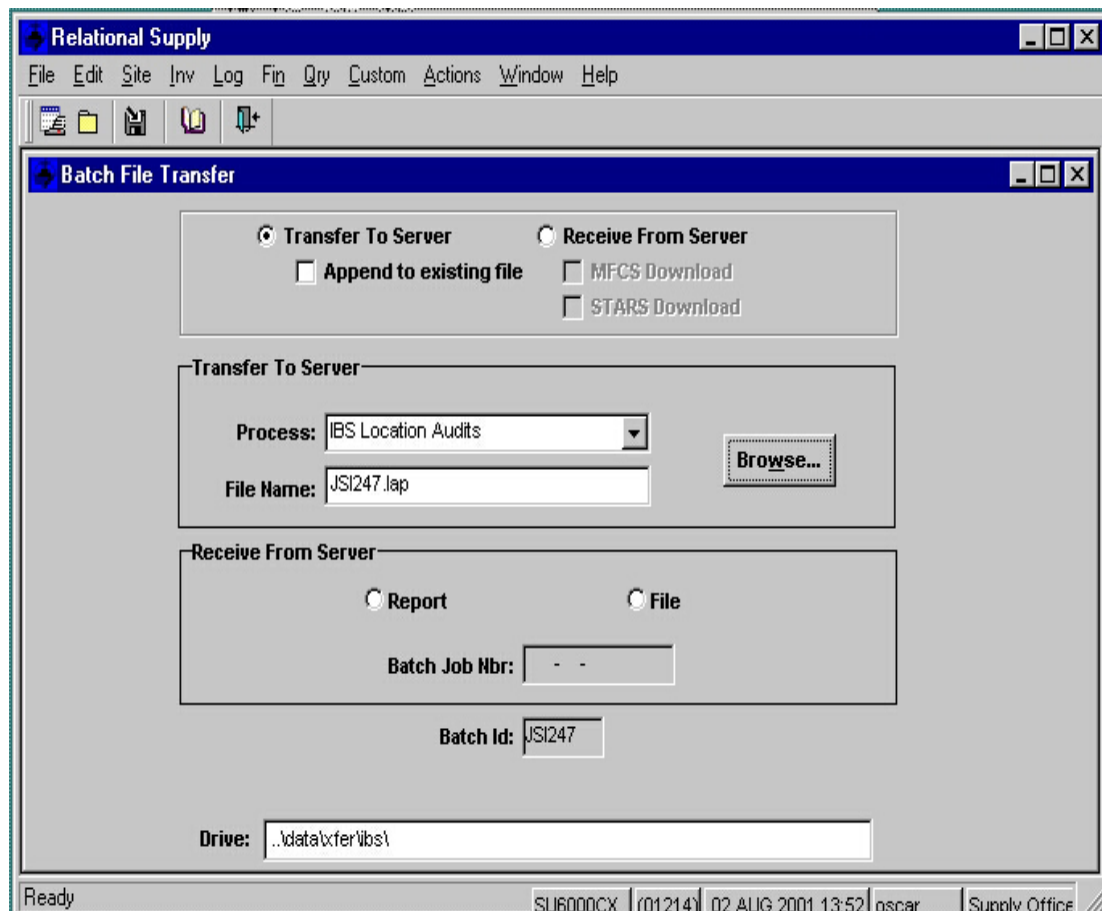 Relational Supply
File Edit Site Inv Log Fin Qry Custom Actions Window Help
Batch File Transfer
Transfer To Server Receive From Server
Append to existing file MFCS Download
STARS Download
Transfer To Server
Process: IBS Location Audits
Browse...
File Name: JSI247.lap
Receive From Server
Report File
Batch Job Nbr: - -
Batch Id: JSI247
Drive: ..\data\xfer\ibs\
Ready SU6000CX (01214) 02 AUG 2001 13:52 oscar Supply Office